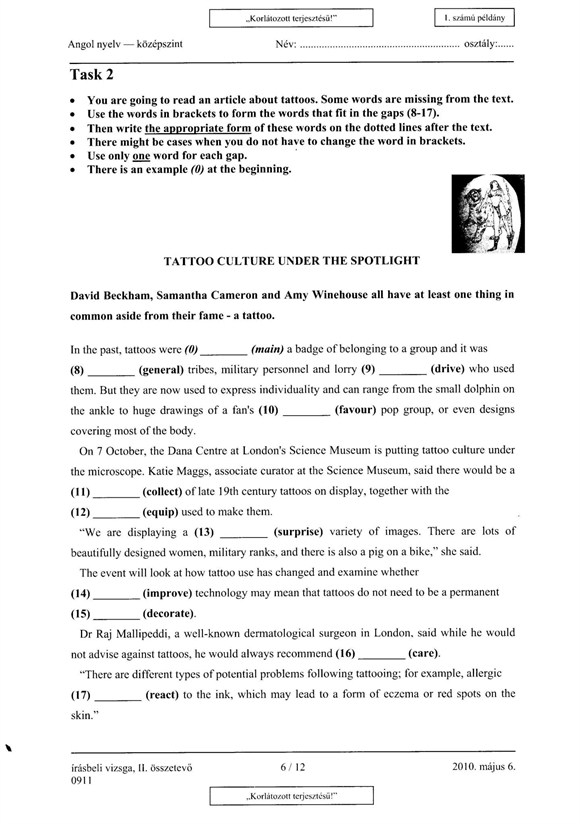 „Korlátozott terjesztésű!”
1. számú példány
Angol nyelv — középszint Név: ............................................................ osztály:......
Task 2
• You are going to read an article about tattoos. Some words are missing from the text.
• Use the words in brackets to form the words that fit in the gaps (8-17).
• Then write the appropriate form of these words on the dotted lines after the text.
• There might be cases when you do not have to change the word in brackets.
• Use only one word for each gap.
• There is an example (0) at the beginning.
TATTOO CULTURE UNDER THE SPOTLIGHT
David Beckham, Samantha Cameron and Amy Winehouse all have at least one thing in
common aside from their fame - a tattoo.
In the past, tattoos were (0) ________ (main) a badge of belonging to a group and it was
(8) ________ (general) tribes, military personnel and lorry (9) ________ (drive) who used
them. But they are now used to express individuality and can range from the small dolphin on
the ankle to huge drawings of a fan's (10) ________ (favour) pop group, or even designs
covering most of the body.
On 7 October, the Dana Centre at London's Science Museum is putting tattoo culture under
the microscope. Katie Maggs, associate curator at the Science Museum, said there would be a
(11) ________ (collect) of late 19th century tattoos on display, together with the
(12) ________ (equip) used to make them.
“We are displaying a (13) ________ (surprise) variety of images. There are lots of
beautifully designed women, military ranks, and there is also a pig on a bike,” she said.
The event will look at how tattoo use has changed and examine whether
(14) ________ (improve) technology may mean that tattoos do not need to be a permanent
(15) ________ (decorate).
Dr Raj Mallipeddi, a well-known dermatological surgeon in London, said while he would
not advise against tattoos, he would always recommend (16) ________ (care).
“There are different types of potential problems following tattooing; for example, allergic
(17) ________ (react) to the ink, which may lead to a form of eczema or red spots on the
skin.”
írásbeli vizsga, II. összetevő 6 / 12 2010. május 6.
0911
„Korlátozott terjesztésű!”